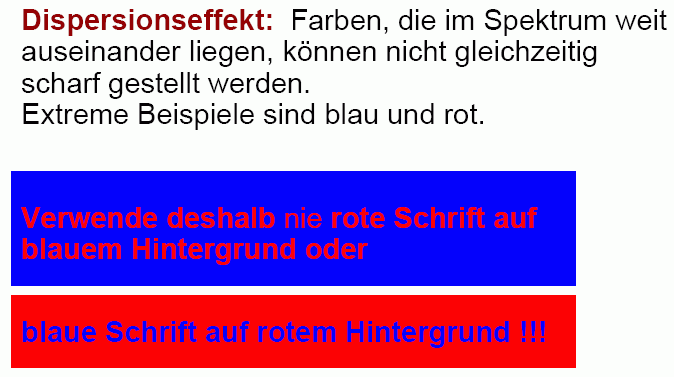 Dispersionseffekt: Farben, die im Spektrum weit
auseinander liegen, können nicht gleichzeitig
scharf gestellt werden.
Extreme Beispiele sind blau und rot.
Verwende deshalb nie rote Schrift auf
blauem Hintergrund oder
blaue Schrift auf rotem Hintergrund !!!